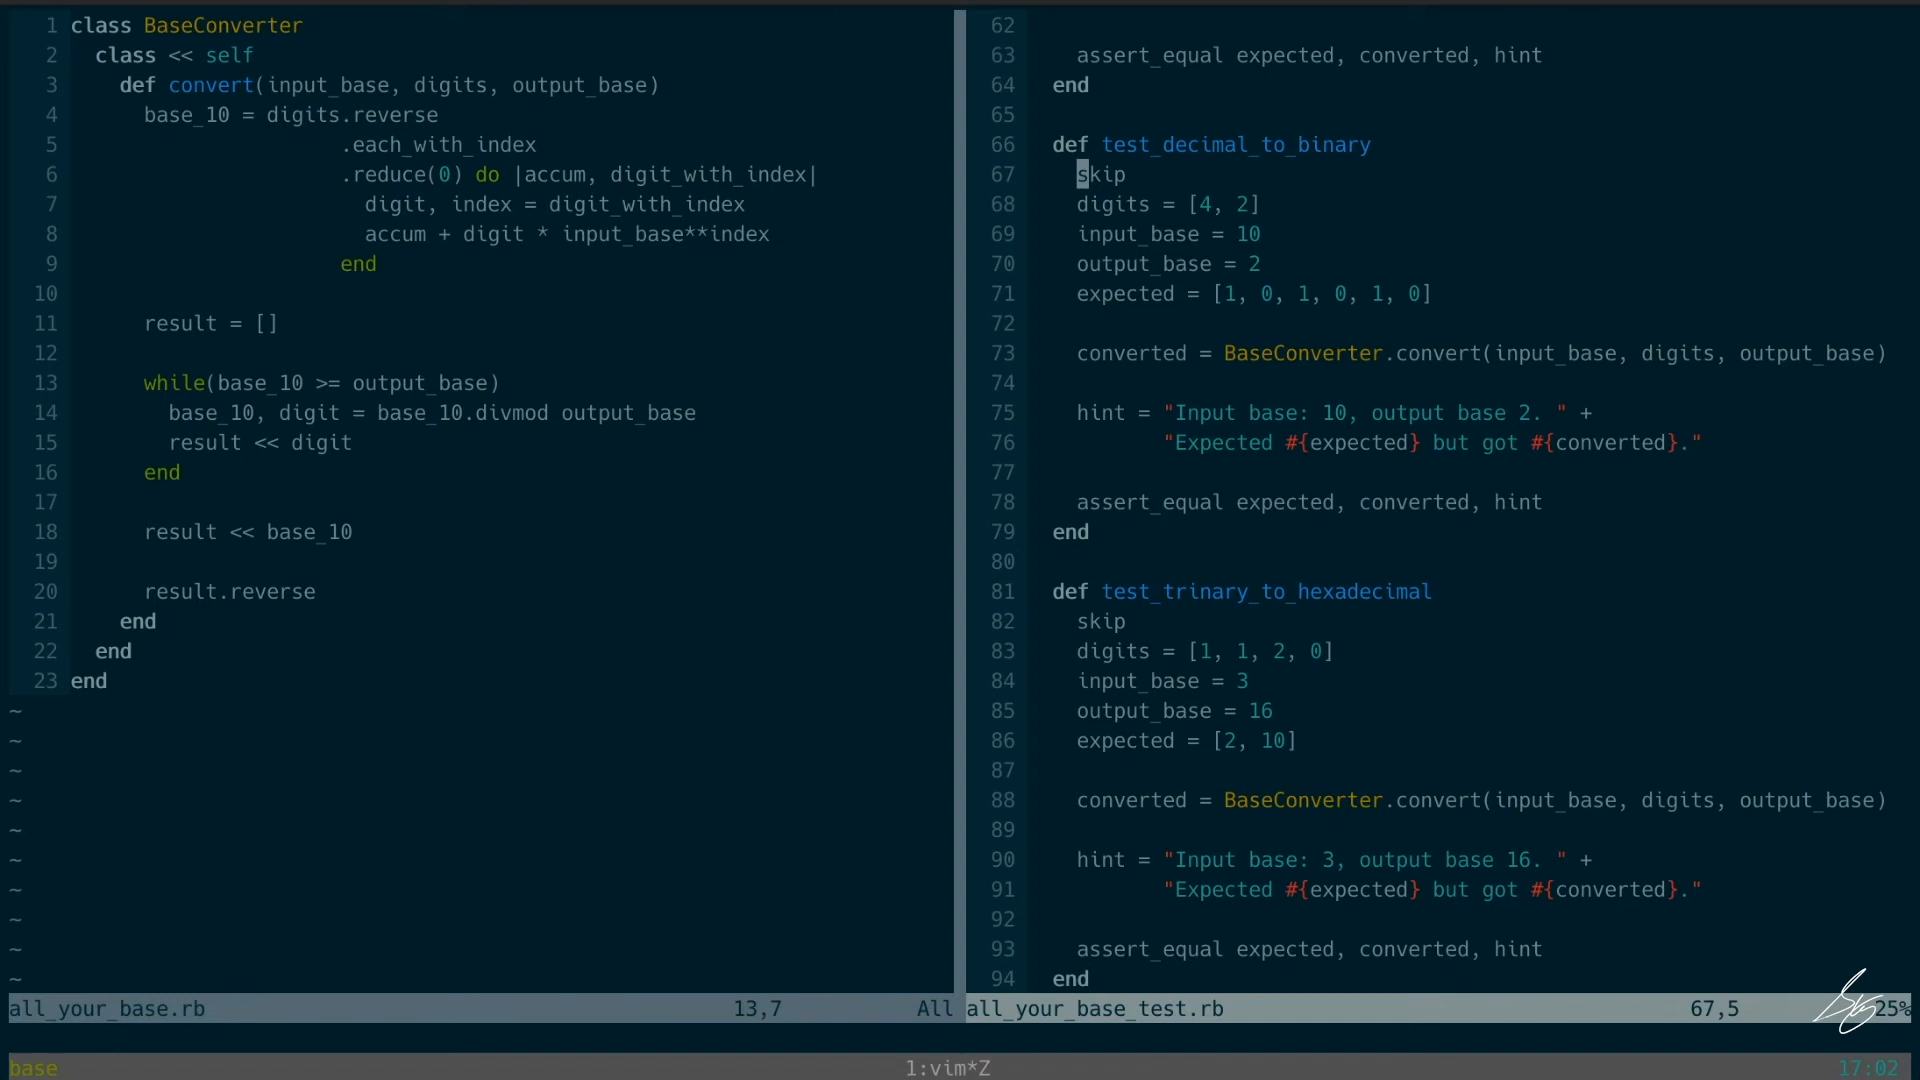 1 class BaseConverter
2   class << self
3     def convert(input_base, digits, output_base)
4       base_10 = digits.reverse
5                       .each_with_index
6                       .reduce(0) do |accum, digit_with_index|
7                         digit, index = digit_with_index
8                         accum + digit * input_base**index
9                       end
10
11       result = []
12
13       while(base_10 >= output_base)
14         base_10, digit = base_10.divmod output_base
15         result << digit
16       end
17
18       result << base_10
19
20       result.reverse
21     end
22   end
23 end
~
~
~
~
~
~
~
~
~
~
all_your_base.rb 13,7 All
62
63     assert_equal expected, converted, hint
64   end
65
66   def test_decimal_to_binary
67     skip
68     digits = [4, 2]
69     input_base = 10
70     output_base = 2
71     expected = [1, 0, 1, 0, 1, 0]
72
73     converted = BaseConverter.convert(input_base, digits, output_base)
74
75     hint = "Input base: 10, output base 2. " +
76            "Expected #{expected} but got #{converted}."
77
78     assert_equal expected, converted, hint
79   end
80
81   def test_trinary_to_hexadecimal
82     skip
83     digits = [1, 1, 2, 0]
84     input_base = 3
85     output_base = 16
86     expected = [2, 10]
87
88     converted = BaseConverter.convert(input_base, digits, output_base)
89
90     hint = "Input base: 3, output base 16. " +
91            "Expected #{expected} but got #{converted}."
92
93     assert_equal expected, converted, hint
94   end
all_your_base_test.rb 67,5 25%
base 1:vim*Z 17:02